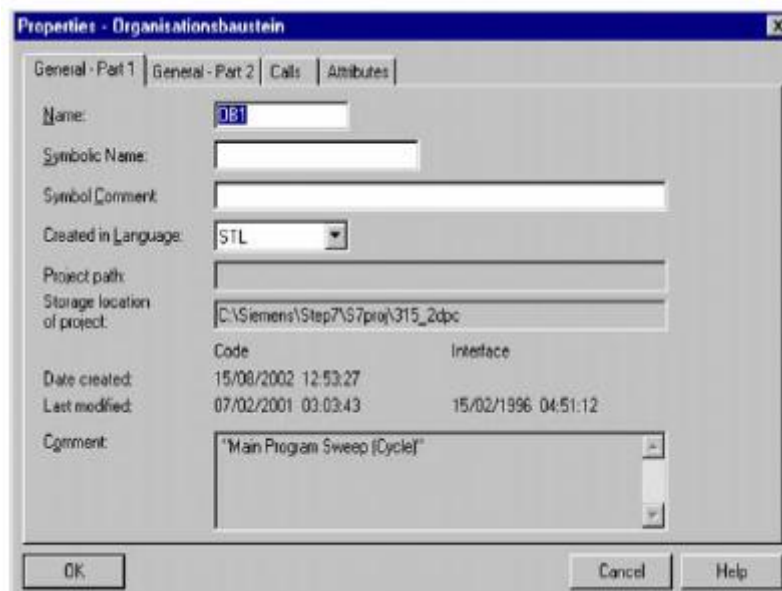 Properties - Organisationsbaustein
General - Part 1 General - Part 2 Calls Attributes
Name: OB1
Symbolic Name:
Symbol Comment:
Created in Language: STL
Project path:
Storage location
of project: C:\Siemens\Step7\S7proj\315_2dpc
Code Interface
Date created: 15/08/2002 12:53:27
Last modified: 07/02/2001 03:03:43 15/02/1996 04:51:12
Comment: "Main Program Sweep (Cycle)"
OK Cancel Help